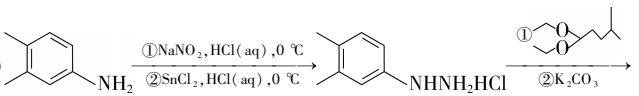 ①NaNO₂,HCl(aq),0 ℃
②SnCl₂,HCl(aq),0 ℃
NH₂
NHNH₂HCl
①
O
O
②K₂CO₃